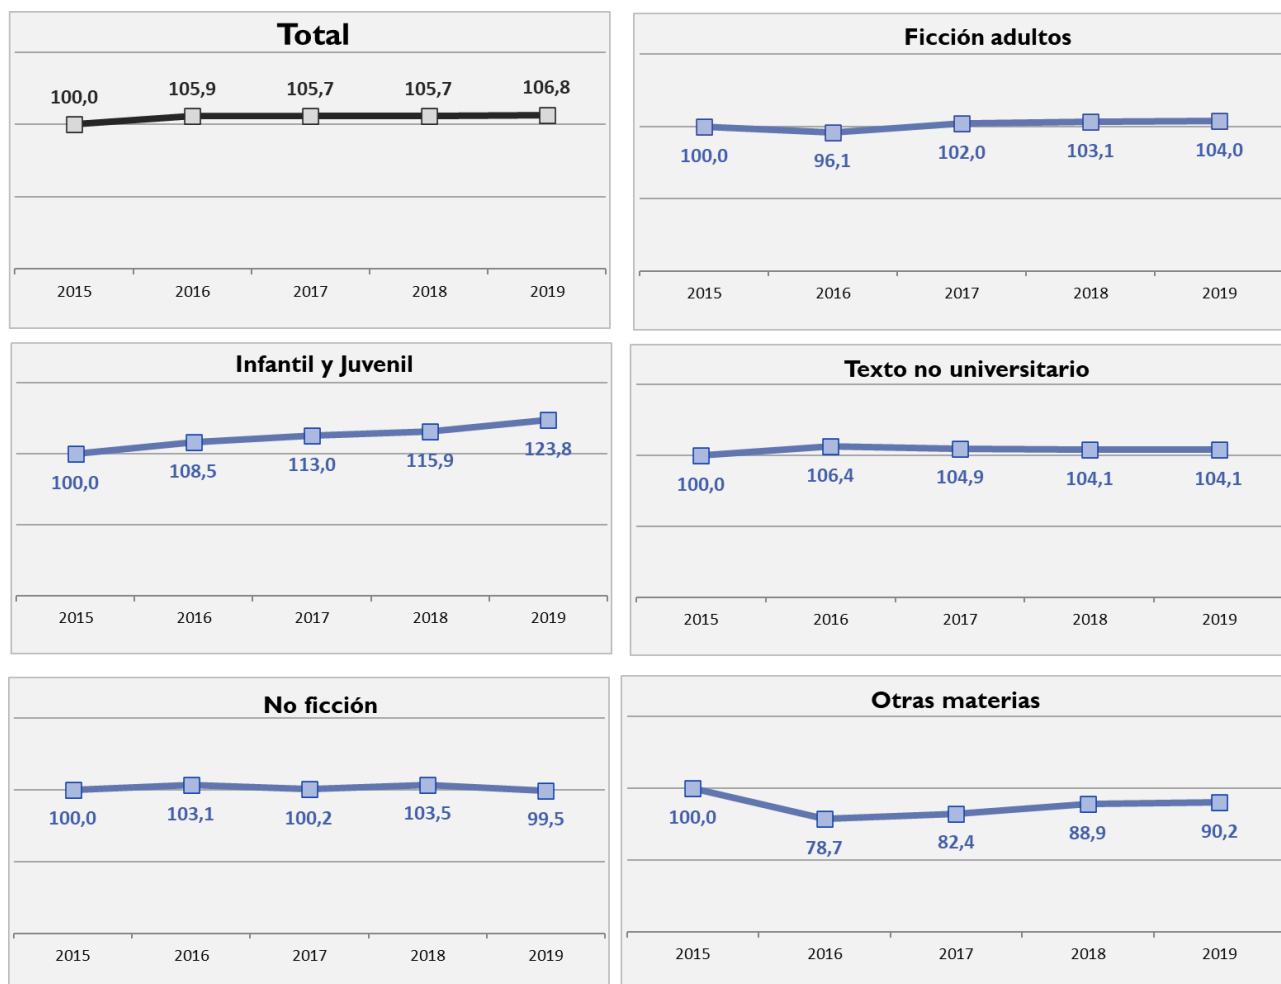 Total
100,0 105,9 105,7 105,7 106,8
2015 2016 2017 2018 2019
Ficción adultos
100,0 96,1 102,0 103,1 104,0
2015 2016 2017 2018 2019
Infantil y Juvenil
100,0 108,5 113,0 115,9 123,8
2015 2016 2017 2018 2019
Texto no universitario
100,0 106,4 104,9 104,1 104,1
2015 2016 2017 2018 2019
No ficción
100,0 103,1 100,2 103,5 99,5
2015 2016 2017 2018 2019
Otras materias
100,0 78,7 82,4 88,9 90,2
2015 2016 2017 2018 2019